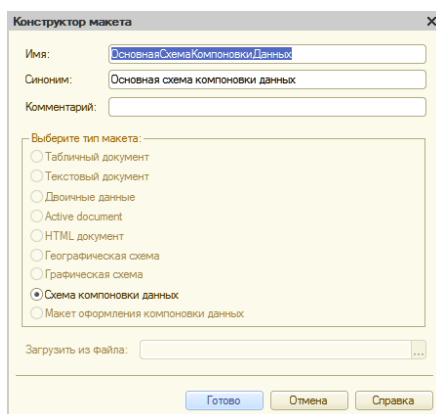 Конструктор макета
Имя: ОсновнаяСхемаКомпоновкиДанных
Синоним: Основная схема компоновки данных
Комментарий:
Выберите тип макета:
Табличный документ
Текстовый документ
Двоичные данные
Active document
HTML документ
Географическая схема
Графическая схема
Схема компоновки данных
Макет оформления компоновки данных
Загрузить из файла: ...
Готово Отмена Справка